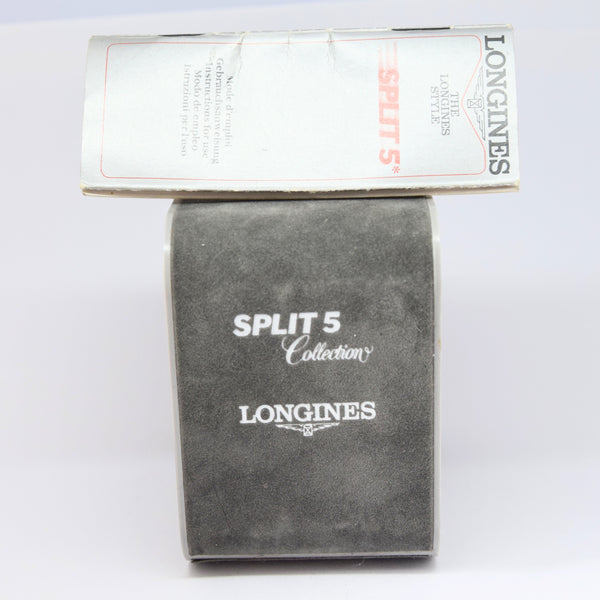 LONGINES
THE
LONGINES
STYLE
SPLIT 5*
Mode d'emploi
Gebrauchsanweisung
Instructions for use
Modo de empleo
Istruzioni per l'uso
SPLIT 5
Collection
LONGINES